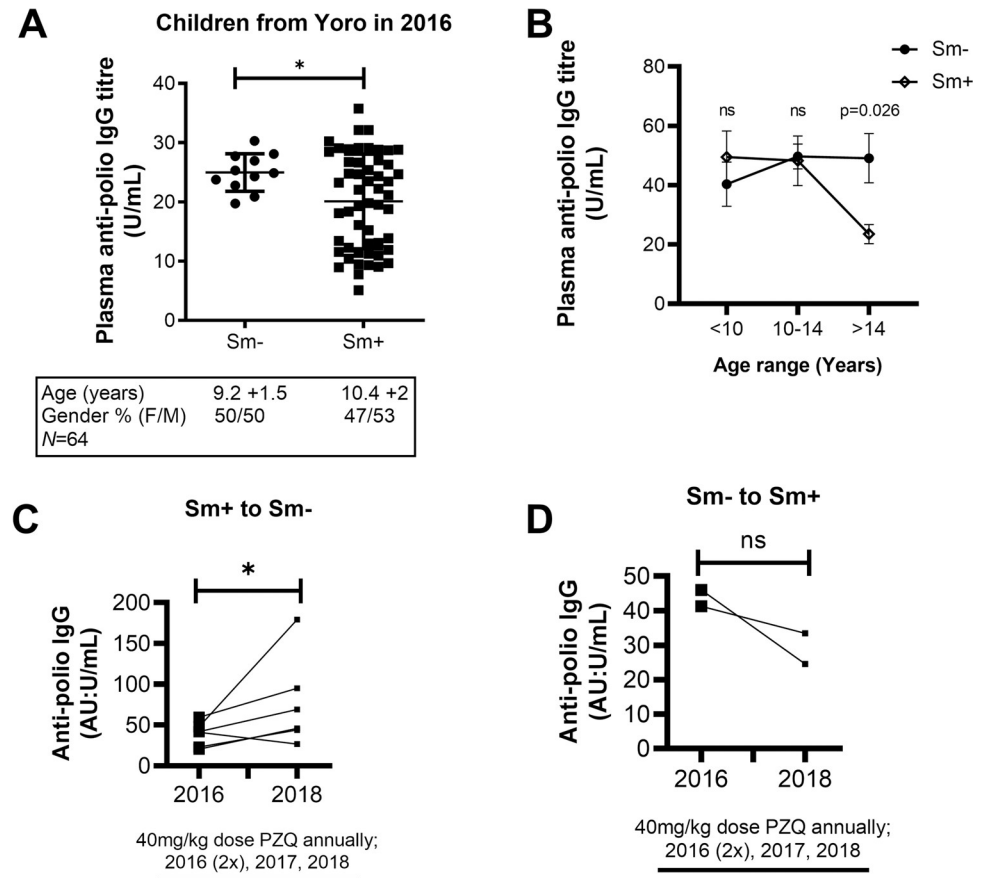 A
Children from Yoro in 2016
*
Plasma anti-polio IgG titre
(U/mL)
40
30
20
10
0
Sm-
Sm+
Age (years) 9.2 +1.5 10.4 +2
Gender % (F/M) 50/50 47/53
N=64
B
Sm-
Sm+
Plasma anti-polio IgG titre
(U/mL)
80
60
40
20
0
ns
ns
p=0.026
<10
10-14
>14
Age range (Years)
C
Sm+ to Sm-
*
Anti-polio IgG
(AU:U/mL)
200
150
100
50
0
2016
2018
40mg/kg dose PZQ annually;
2016 (2x), 2017, 2018
D
Sm- to Sm+
ns
Anti-polio IgG
(AU:U/mL)
50
40
30
20
10
0
2016
2018
40mg/kg dose PZQ annually;
2016 (2x), 2017, 2018